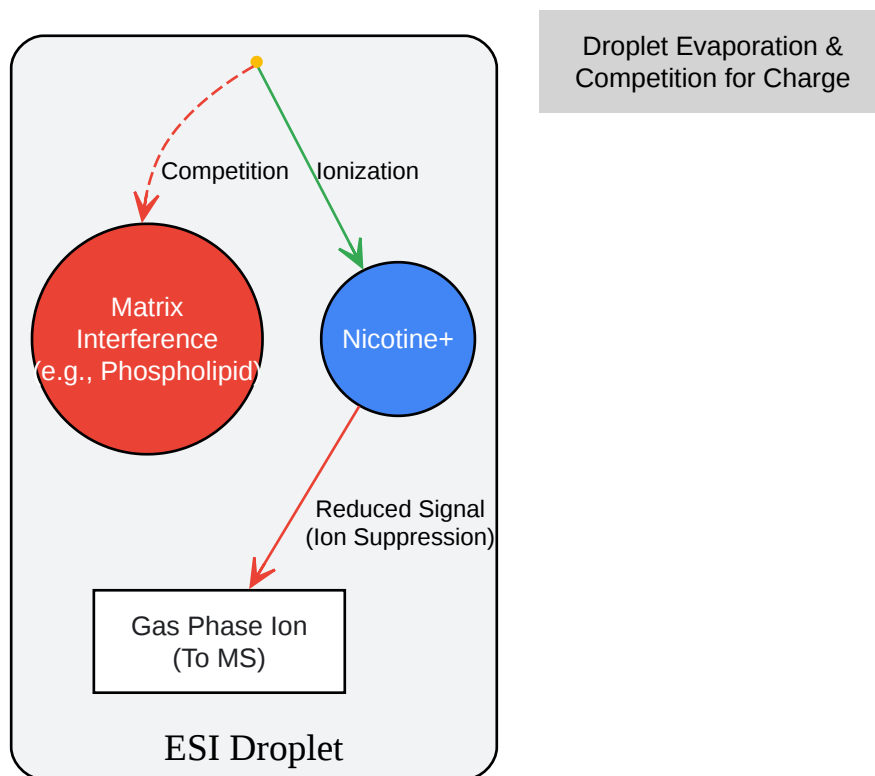 Droplet Evaporation &
Competition for Charge
Competition
Ionization
Matrix
Interference
(e.g., Phospholipid)
Nicotine+
Reduced Signal
(Ion Suppression)
Gas Phase Ion
(To MS)
ESI Droplet